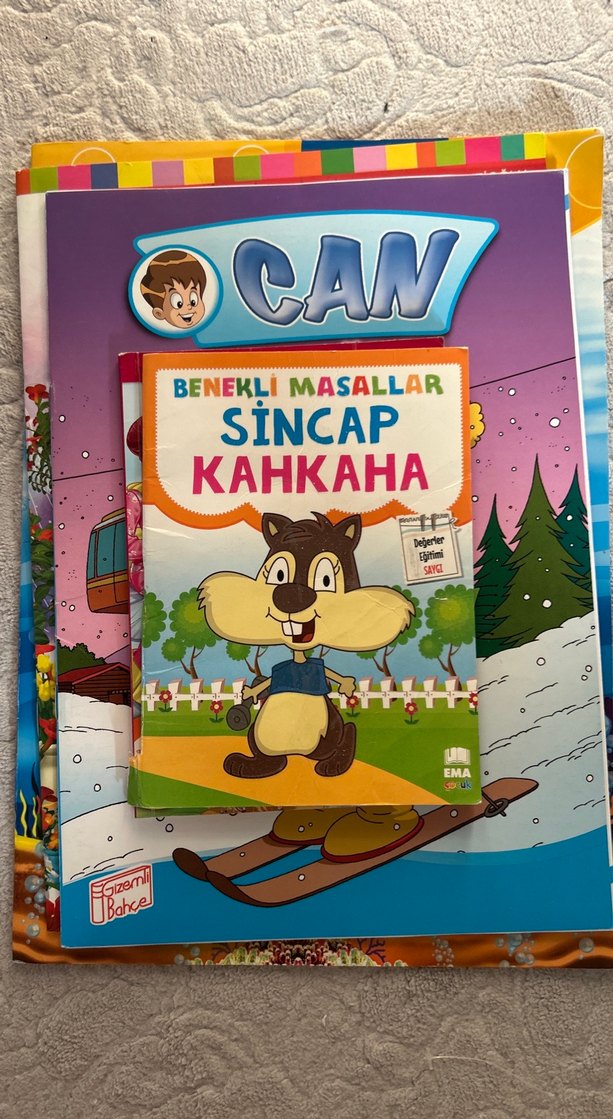 CAN
BENEKLİ MASALLAR
SİNCAP
KAHKAHA
Değerler
Eğitimi
SAYGI
EMA
çocuk
Gizemli
Bahçe